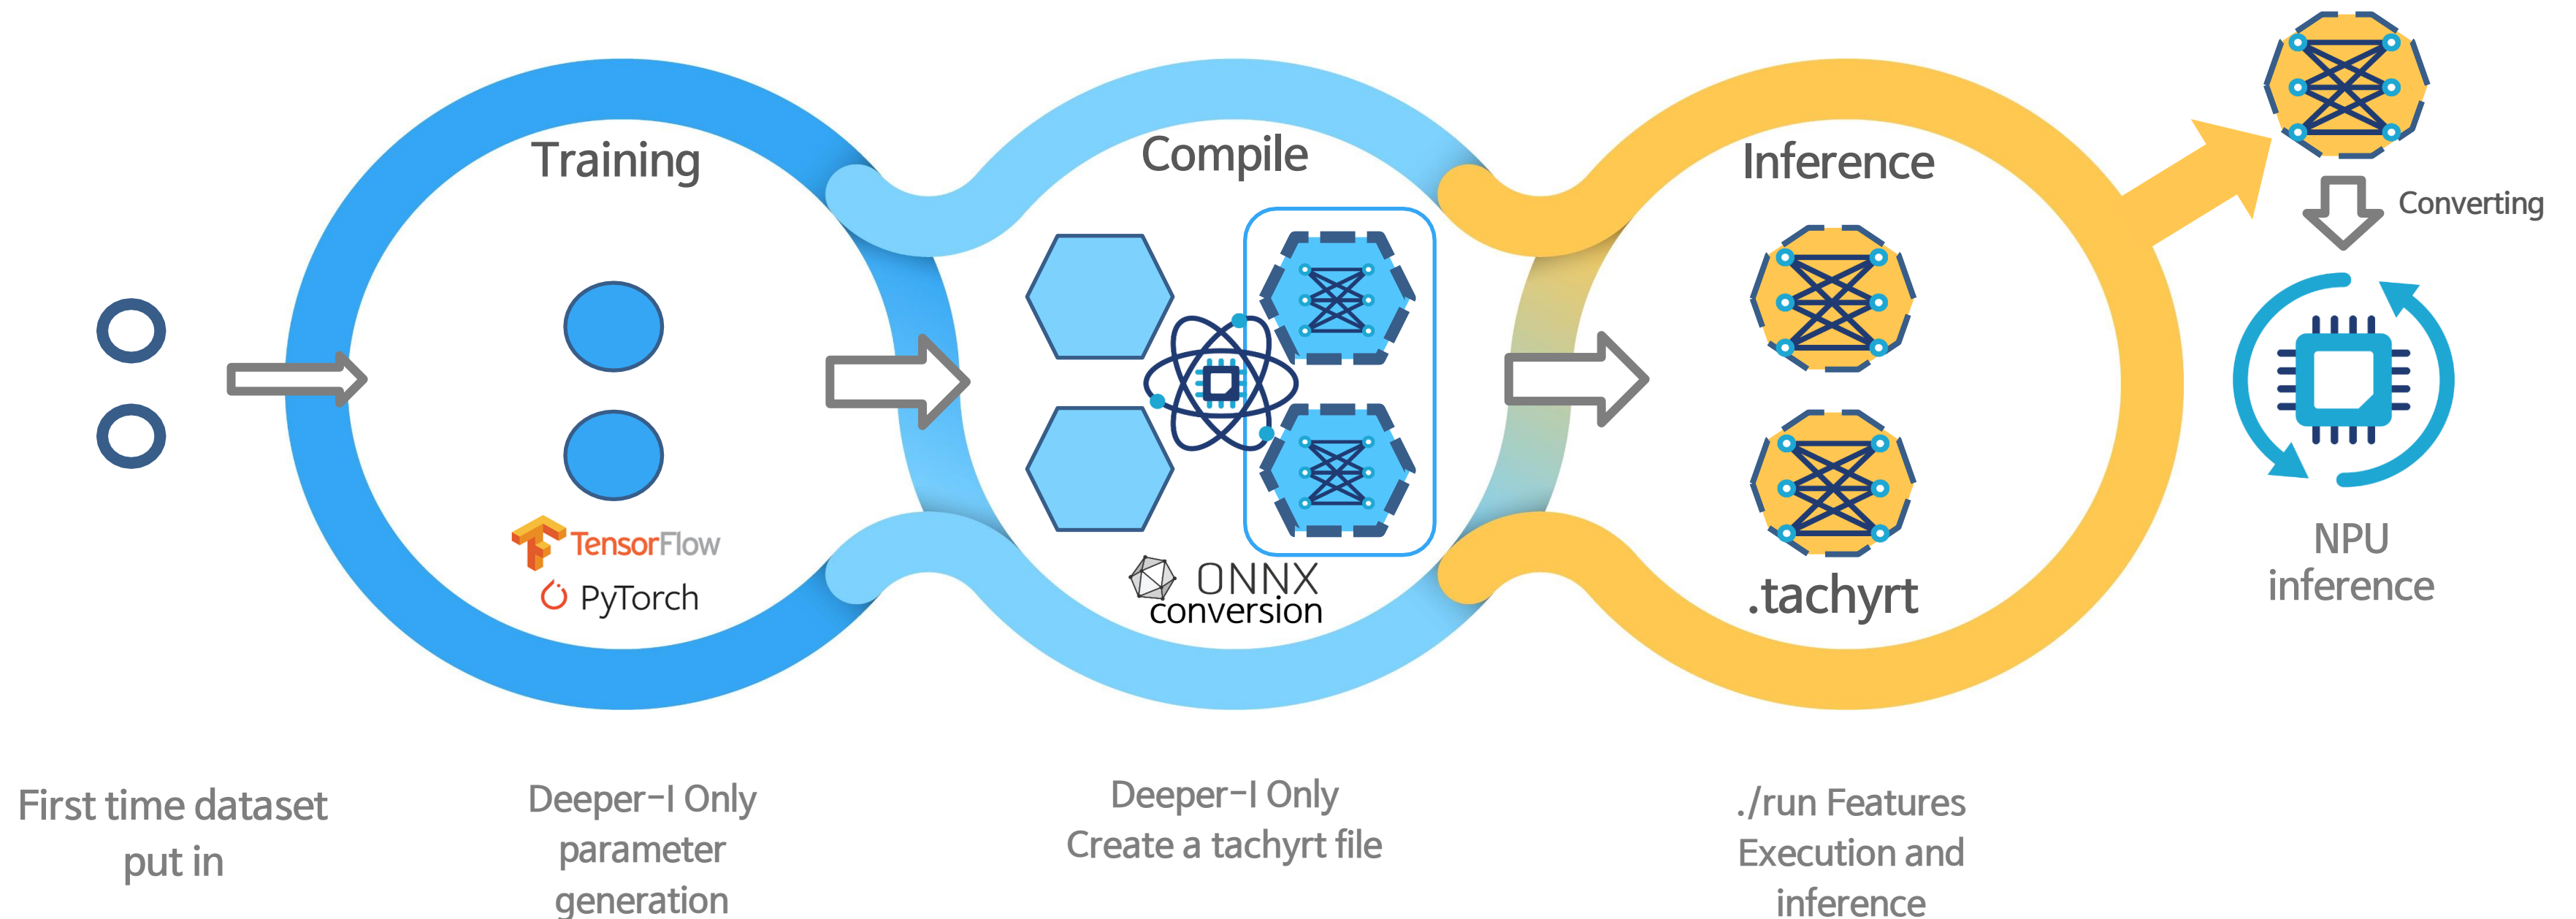 Training
TensorFlow
PyTorch
Compile
ONNX
conversion
Inference
.tachyrt
Converting
NPU
inference
First time dataset
put in
Deeper-I Only
parameter
generation
Deeper-I Only
Create a tachyrt file
./run Features
Execution and
inference